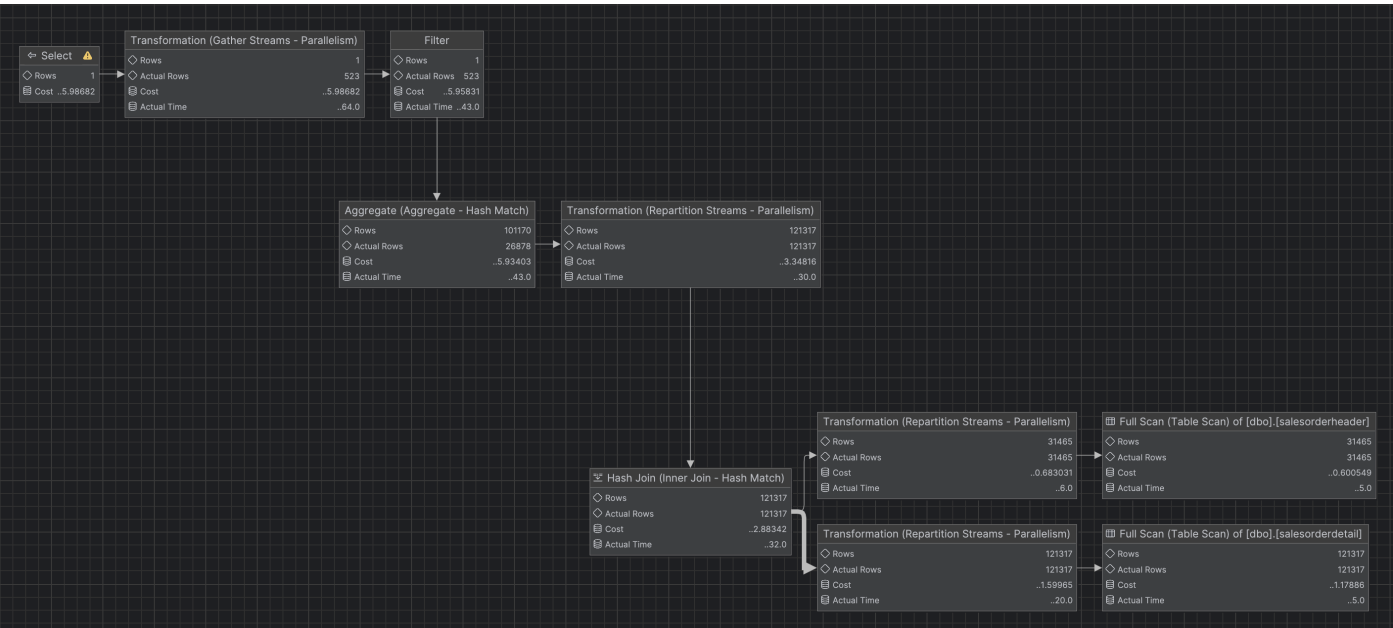 Select
Rows 1
Cost ..5.98682
Transformation (Gather Streams - Parallelism)
Rows 1
Actual Rows 523
Cost ..5.98682
Actual Time ..64.0
Filter
Rows 1
Actual Rows 523
Cost ..5.95831
Actual Time ..43.0
Aggregate (Aggregate - Hash Match)
Rows 101170
Actual Rows 26878
Cost ..5.93403
Actual Time ..43.0
Transformation (Repartition Streams - Parallelism)
Rows 121317
Actual Rows 121317
Cost ..3.34816
Actual Time ..30.0
Hash Join (Inner Join - Hash Match)
Rows 121317
Actual Rows 121317
Cost ..2.88342
Actual Time ..32.0
Transformation (Repartition Streams - Parallelism)
Rows 31465
Actual Rows 31465
Cost ..0.683031
Actual Time ..6.0
Full Scan (Table Scan) of [dbo].[salesorderheader]
Rows 31465
Actual Rows 31465
Cost ..0.600549
Actual Time ..5.0
Transformation (Repartition Streams - Parallelism)
Rows 121317
Actual Rows 121317
Cost ..1.59965
Actual Time ..20.0
Full Scan (Table Scan) of [dbo].[salesorderdetail]
Rows 121317
Actual Rows 121317
Cost ..1.17886
Actual Time ..5.0